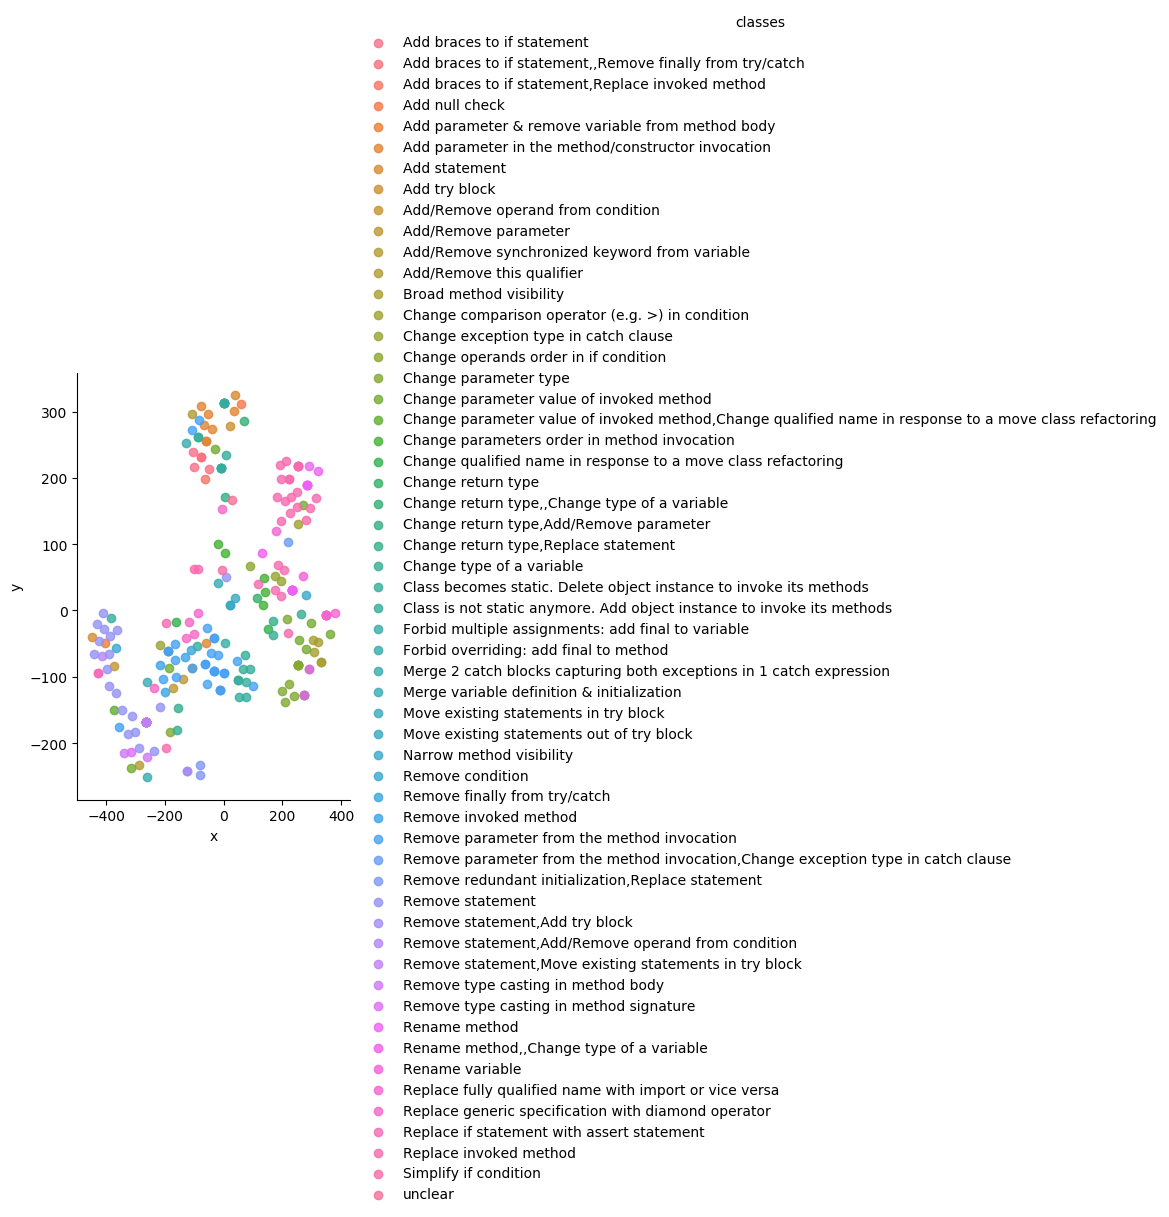 classes
Add braces to if statement
Add braces to if statement,,Remove finally from try/catch
Add braces to if statement,Replace invoked method
Add null check
Add parameter & remove variable from method body
Add parameter in the method/constructor invocation
Add statement
Add try block
Add/Remove operand from condition
Add/Remove parameter
Add/Remove synchronized keyword from variable
Add/Remove this qualifier
Broad method visibility
Change comparison operator (e.g. >) in condition
Change exception type in catch clause
Change operands order in if condition
Change parameter type
Change parameter value of invoked method
Change parameter value of invoked method,Change qualified name in response to a move class refactoring
Change parameters order in method invocation
Change qualified name in response to a move class refactoring
Change return type
Change return type,,Change type of a variable
Change return type,Add/Remove parameter
Change return type,Replace statement
Change type of a variable
Class becomes static. Delete object instance to invoke its methods
Class is not static anymore. Add object instance to invoke its methods
Forbid multiple assignments: add final to variable
Forbid overriding: add final to method
Merge 2 catch blocks capturing both exceptions in 1 catch expression
Merge variable definition & initialization
Move existing statements in try block
Move existing statements out of try block
Narrow method visibility
Remove condition
Remove finally from try/catch
Remove invoked method
Remove parameter from the method invocation
Remove parameter from the method invocation,Change exception type in catch clause
Remove redundant initialization,Replace statement
Remove statement
Remove statement,Add try block
Remove statement,Add/Remove operand from condition
Remove statement,Move existing statements in try block
Remove type casting in method body
Remove type casting in method signature
Rename method
Rename method,,Change type of a variable
Rename variable
Replace fully qualified name with import or vice versa
Replace generic specification with diamond operator
Replace if statement with assert statement
Replace invoked method
Simplify if condition
unclear
300
200
100
0
−100
−200
y
−400 −200 0 200 400
x